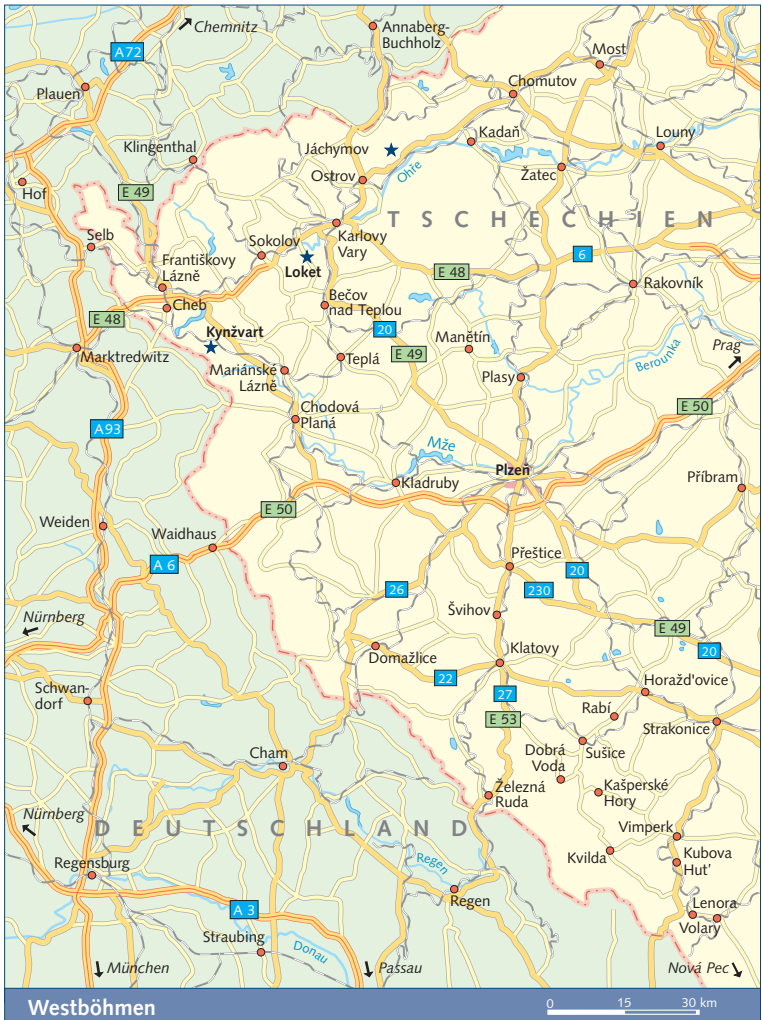 Chemnitz
Annaberg-
Buchholz
A 72
Most
Plauen
Chomutov
Klingenthal
Jáchymov
Kadaň
Louny
Ostrov
Ohře
Žatec
Hof
E 49
TSCHECHIEN
Selb
Sokolov
Karlovy
Vary
Františkovy
Lázně
Loket
E 48
6
Rakovník
Cheb
Bečov
nad Teplou
E 48
Kynžvart
20
Manětín
E 49
Berounka
Prag
Marktredwitz
Teplá
Mariánské
Lázně
Plasy
Chodová
Planá
E 50
A 93
Mže
Plzeň
Kladruby
Příbram
E 50
Weiden
Waidhaus
A 6
Přeštice
20
26
230
Švihov
Nürnberg
E 49
20
Domažlice
Klatovy
22
Horažd'ovice
Schwan-
dorf
27
Rabí
E 53
Strakonice
Cham
Dobrá
Voda
Sušice
Železná
Ruda
Kašperské
Hory
Nürnberg
DEUTSCHLAND
Vimperk
Regensburg
Regen
Kvilda
Kubova
Hut'
Regen
A 3
Lenora
Volary
Straubing
Donau
München
Passau
Nová Pec
Westböhmen
0 15 30 km